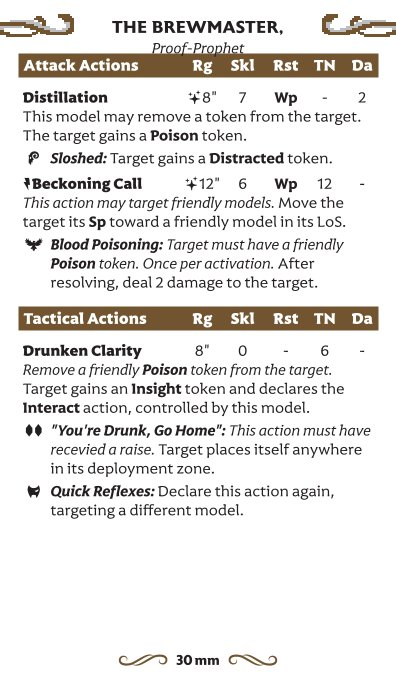 THE BREWMASTER,
Proof-Prophet
Attack Actions Rg Skl Rst TN Da
Distillation 8" 7 Wp - 2
This model may remove a token from the target.
The target gains a Poison token.
Sloshed: Target gains a Distracted token.
Beckoning Call 12" 6 Wp 12 -
This action may target friendly models. Move the
target its Sp toward a friendly model in its LoS.
Blood Poisoning: Target must have a friendly
Poison token. Once per activation. After
resolving, deal 2 damage to the target.
Tactical Actions Rg Skl Rst TN Da
Drunken Clarity 8" 0 - 6 -
Remove a friendly Poison token from the target.
Target gains an Insight token and declares the
Interact action, controlled by this model.
"You're Drunk, Go Home": This action must have
recevied a raise. Target places itself anywhere
in its deployment zone.
Quick Reflexes: Declare this action again,
targeting a different model.
30 mm